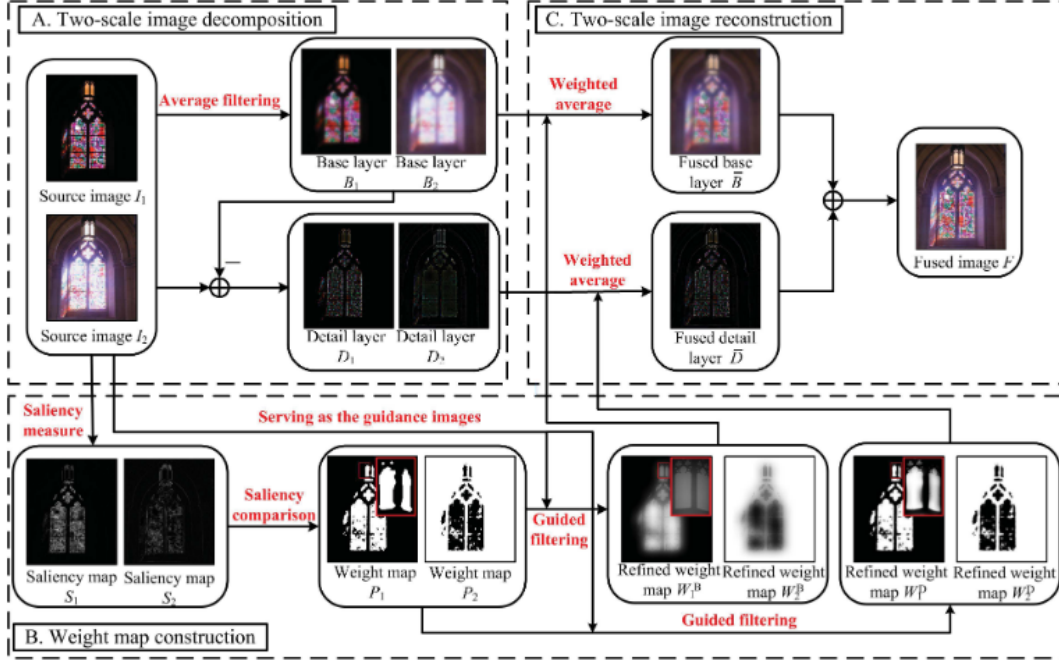 A. Two-scale image decomposition
C. Two-scale image reconstruction
Source image I₁
Source image I₂
Average filtering
Base layer
B₁
Base layer
B₂
−
Detail layer
D₁
Detail layer
D₂
Weighted
average
Weighted
average
Fused base
layer B̅
Fused detail
layer D̅
Fused image F
Saliency
measure
Serving as the guidance images
Saliency map
S₁
Saliency map
S₂
Saliency
comparison
Weight map
P₁
Weight map
P₂
Guided
filtering
Refined weight
map W₁ᴮ
Refined weight
map W₂ᴮ
Refined weight
map W₁ᴰ
Refined weight
map W₂ᴰ
Guided filtering
B. Weight map construction